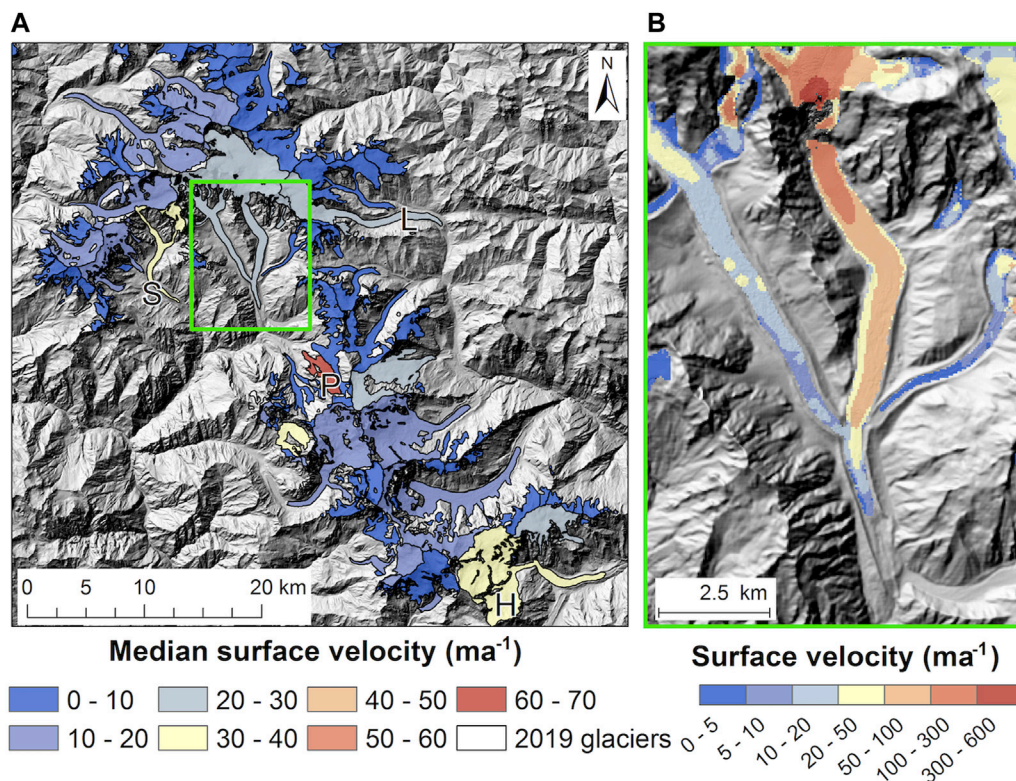 A
B
N
L
S
P
H
0 5 10 20 km
2.5 km
Median surface velocity (ma-1)
0 - 10
20 - 30
40 - 50
60 - 70
10 - 20
30 - 40
50 - 60
2019 glaciers
Surface velocity (ma-1)
0 - 5
5 - 10
10 - 20
20 - 50
50 - 100
100 - 300
300 - 600